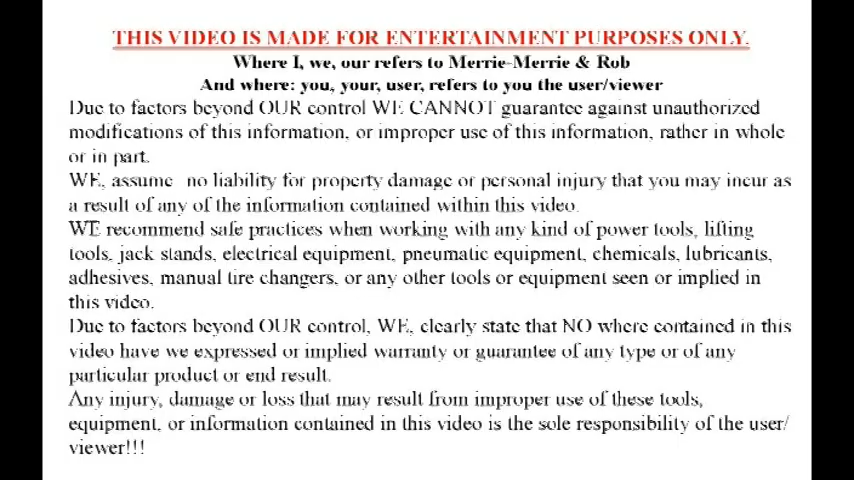 THIS VIDEO IS MADE FOR ENTERTAINMENT PURPOSES ONLY.
Where I, we, our refers to Merrie-Merrie & Rob
And where: you, your, user, refers to you the user/viewer
Due to factors beyond OUR control WE CANNOT guarantee against unauthorized
modifications of this information, or improper use of this information, rather in whole
or in part.
WE, assume no liability for property damage or personal injury that you may incur as
a result of any of the information contained within this video.
WE recommend safe practices when working with any kind of power tools, lifting
tools, jack stands, electrical equipment, pneumatic equipment, chemicals, lubricants,
adhesives, manual tire changers, or any other tools or equipment seen or implied in
this video.
Due to factors beyond OUR control, WE, clearly state that NO where contained in this
video have we expressed or implied warranty or guarantee of any type or of any
particular product or end result.
Any injury, damage or loss that may result from improper use of these tools,
equipment, or information contained in this video is the sole responsibility of the user/
viewer!!!